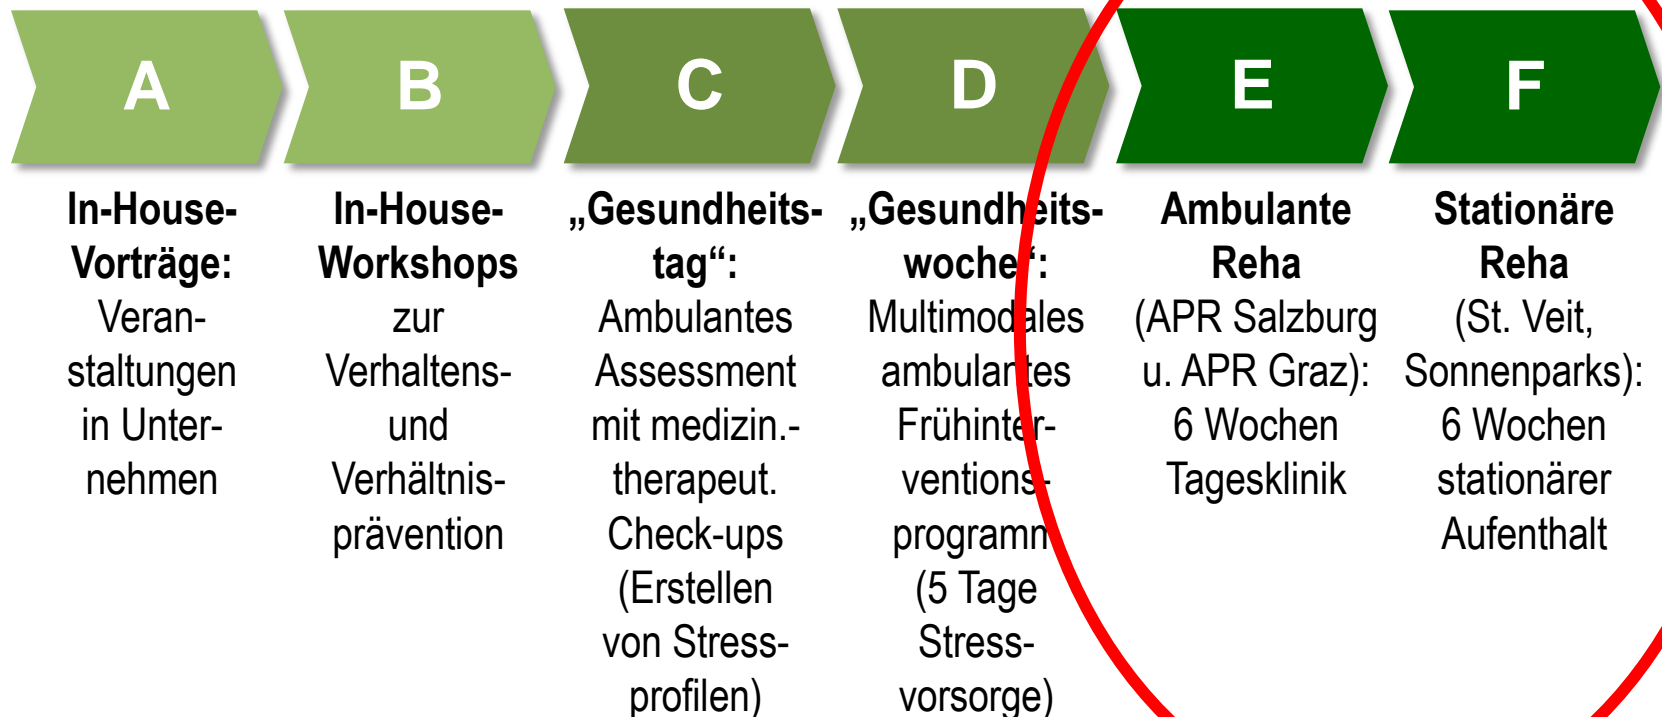 A
B
C
D
E
F
In-House-
Vorträge:
Veran-
staltungen
in Unter-
nehmen
In-House-
Workshops
zur
Verhaltens-
und
Verhältnis-
prävention
„Gesundheits-
tag“:
Ambulantes
Assessment
mit medizin.-
therapeut.
Check-ups
(Erstellen
von Stress-
profilen)
„Gesundheits-
woche“:
Multimodales
ambulantes
Frühinter-
ventions-
programm
(5 Tage
Stress-
vorsorge)
Ambulante
Reha
(APR Salzburg
u. APR Graz):
6 Wochen
Tagesklinik
Stationäre
Reha
(St. Veit,
Sonnenparks):
6 Wochen
stationärer
Aufenthalt